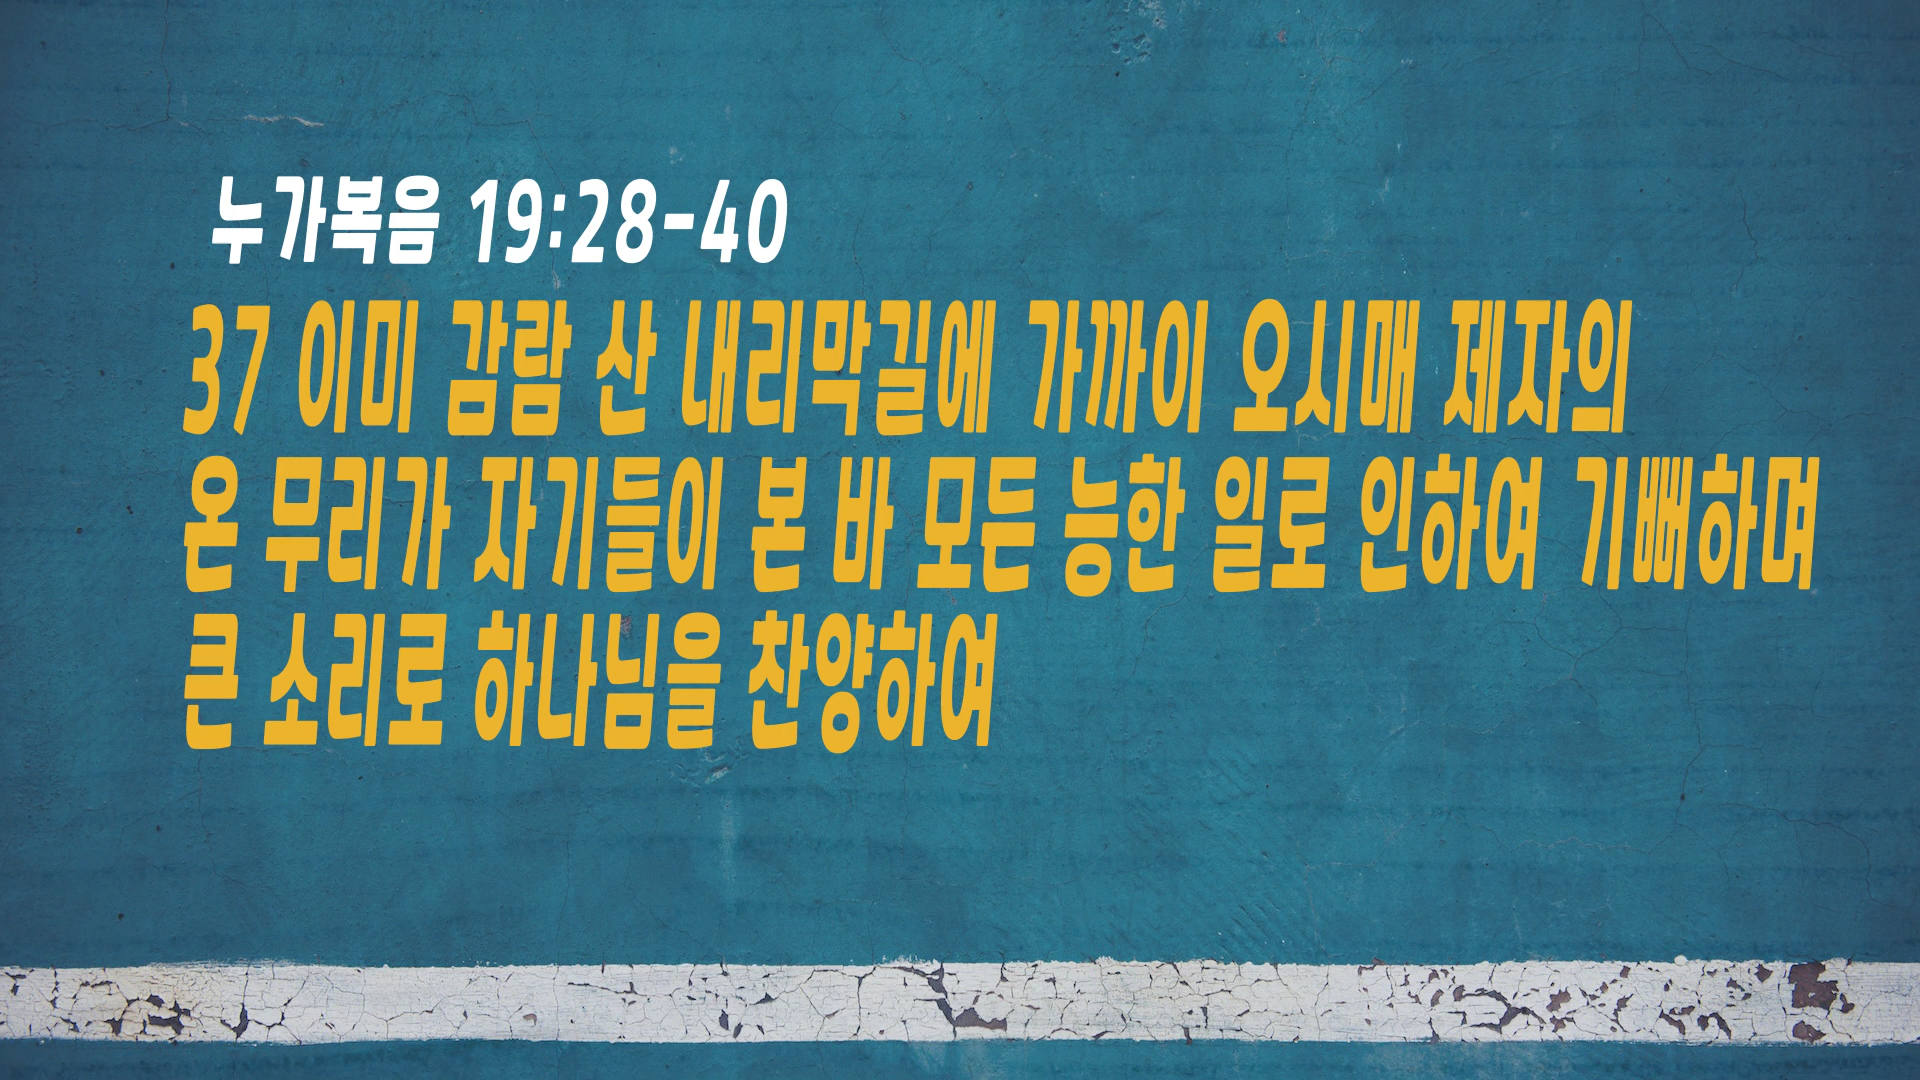 누가복음 19:28-40
37 이미 감람 산 내리막길에 가까이 오시매 제자의
온 무리가 자기들이 본 바 모든 능한 일로 인하여 기뻐하며
큰 소리로 하나님을 찬양하여